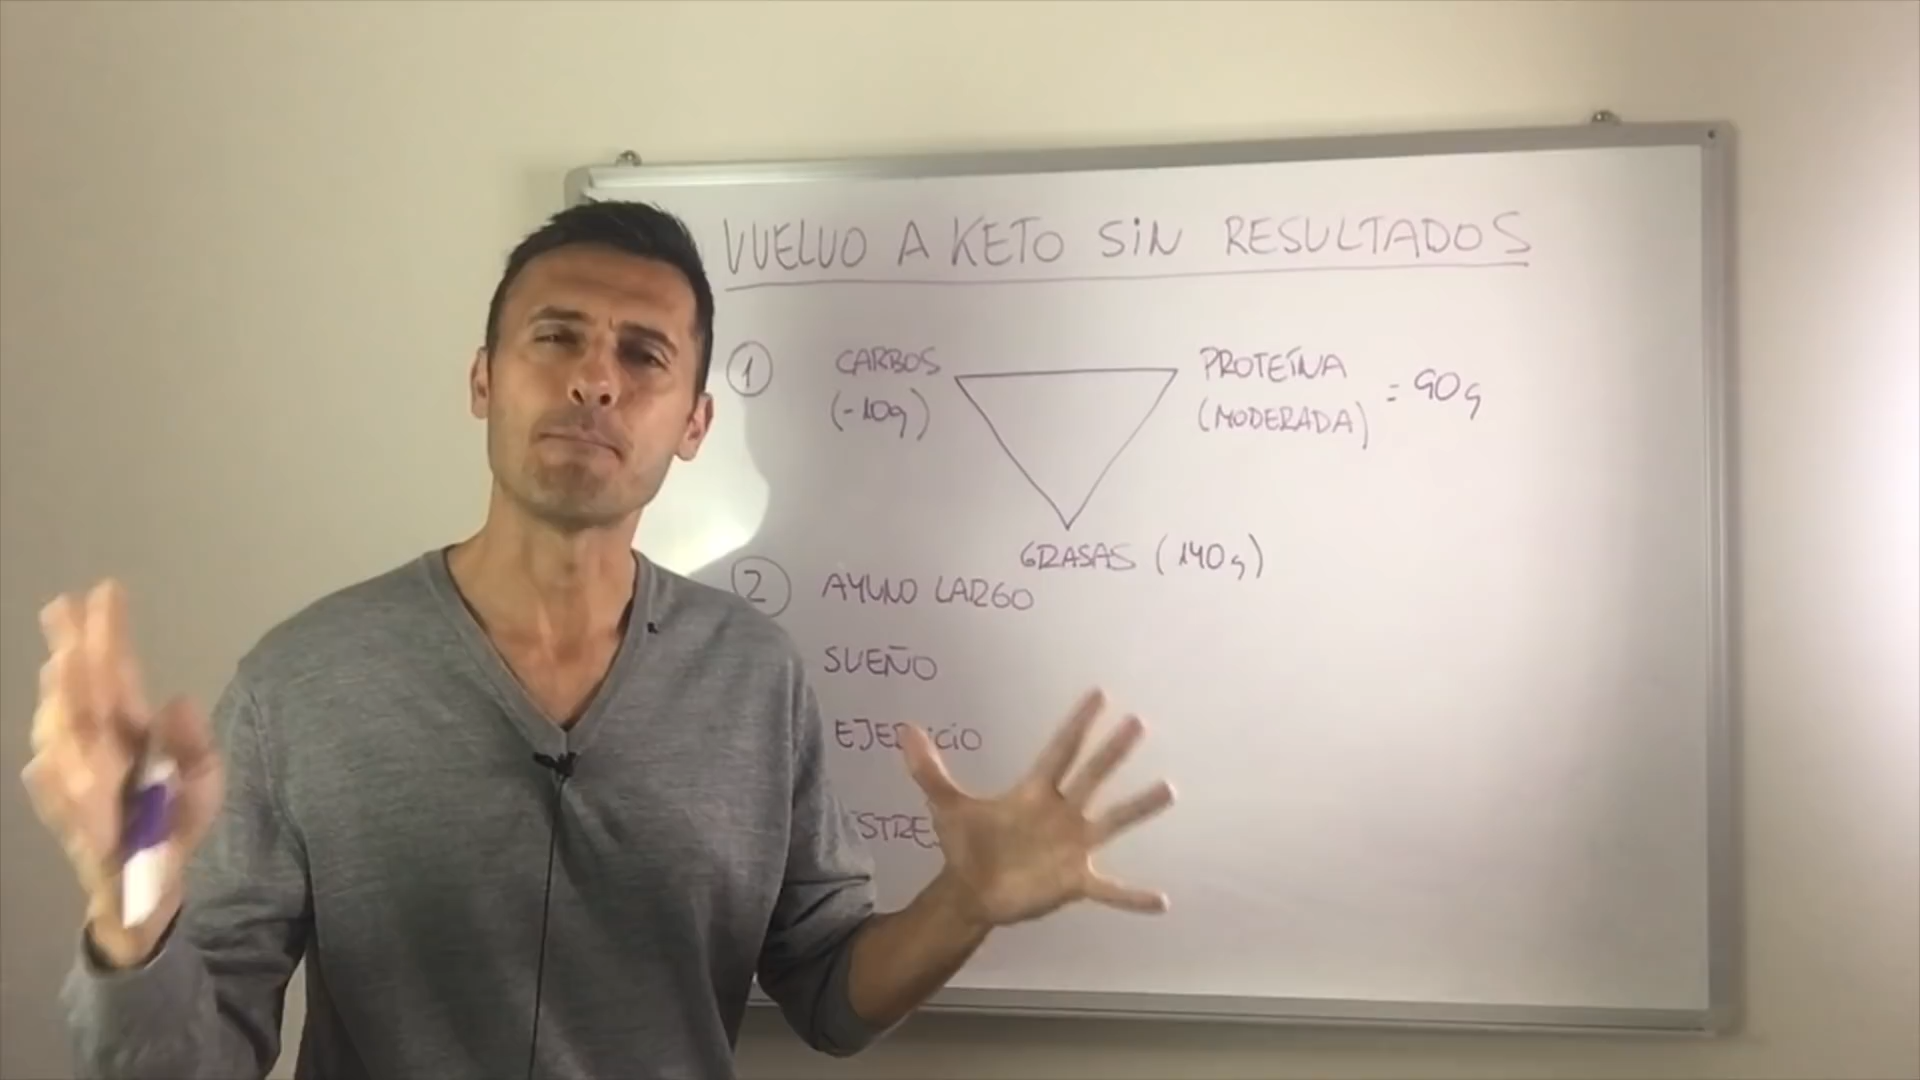 VUELVO A KETO SIN RESULTADOS
1 CARBOS PROTEÍNA
(-10g) (MODERADA) = 90g
GRASAS (140g)
2 AYUNO LARGO
SUEÑO